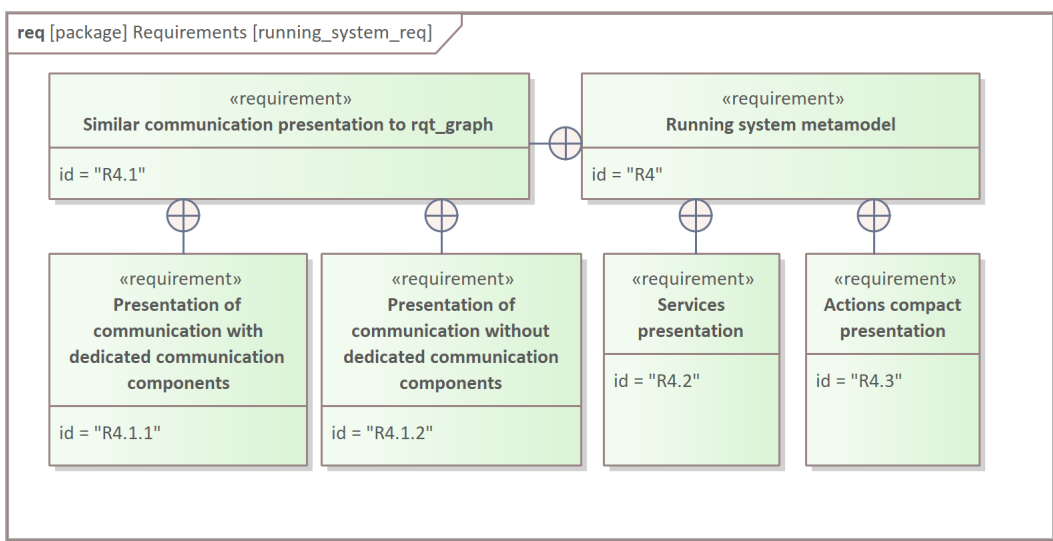 req [package] Requirements [running_system_req]
«requirement»
Similar communication presentation to rqt_graph
id = "R4.1"
«requirement»
Running system metamodel
id = "R4"
«requirement»
Presentation of
communication with
dedicated communication
components
id = "R4.1.1"
«requirement»
Presentation of
communication without
dedicated communication
components
id = "R4.1.2"
«requirement»
Services
presentation
id = "R4.2"
«requirement»
Actions compact
presentation
id = "R4.3"